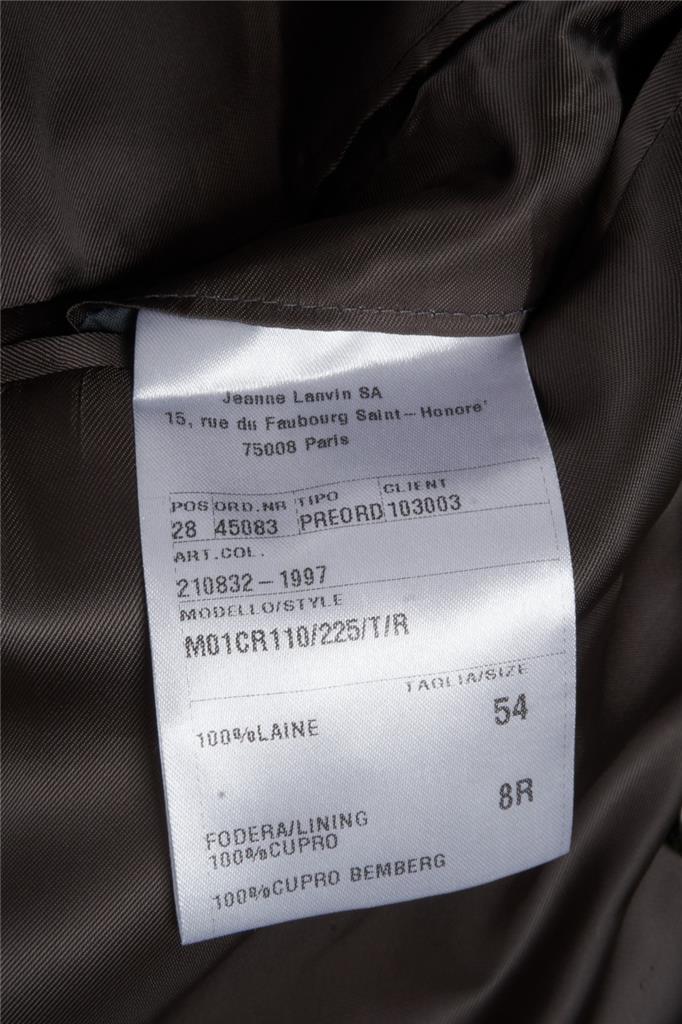 Jeanne Lanvin SA
15, rue du Faubourg Saint-Honore'
75008 Paris
POS ORD.NR TIPO CLIENT
28 45083 PREORD 103003
ART.COL.
210832-1997
MODELLO/STYLE
M01CR110/225/T/R
TAGLIA/SIZE
100%LAINE 54
8R
FODERA/LINING
100%CUPRO
100%CUPRO BEMBERG